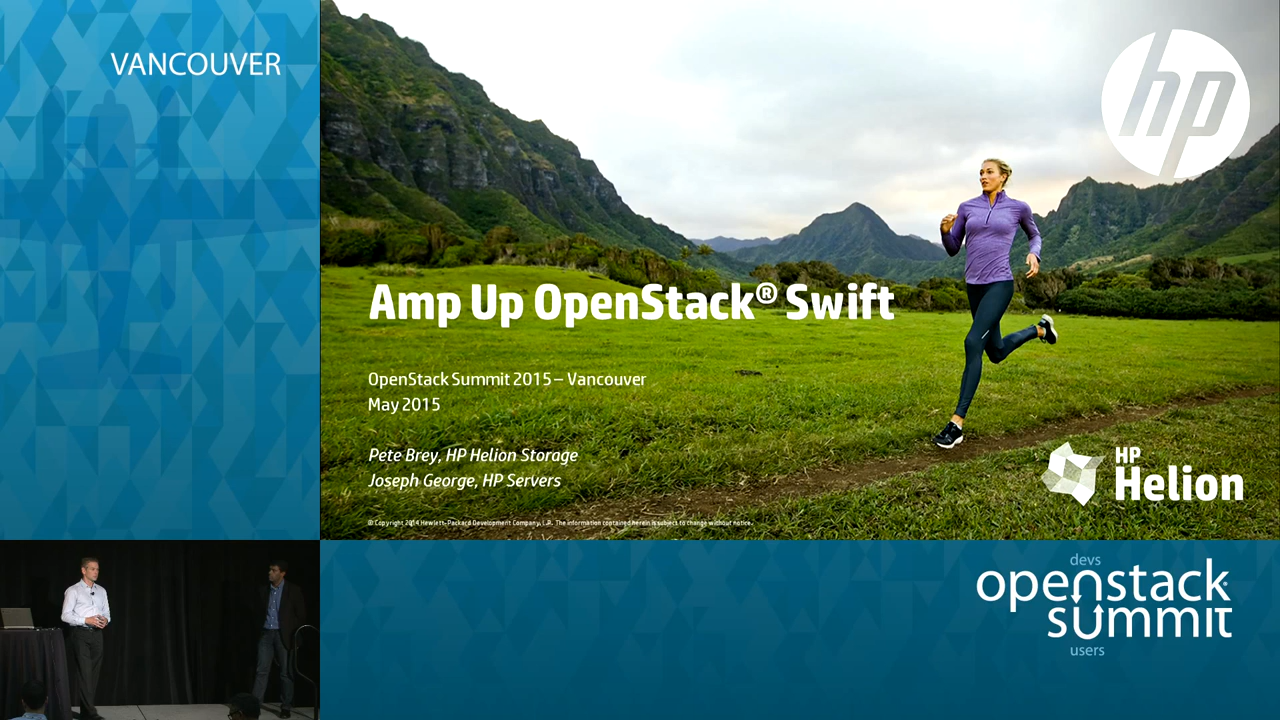 VANCOUVER
hp
Amp Up OpenStack® Swift
OpenStack Summit 2015 – Vancouver
May 2015
Pete Brey, HP Helion Storage
Joseph George, HP Servers
© Copyright 2014 Hewlett-Packard Development Company, L.P. The information contained herein is subject to change without notice.
HP
Helion
devs
openstack
summit
users